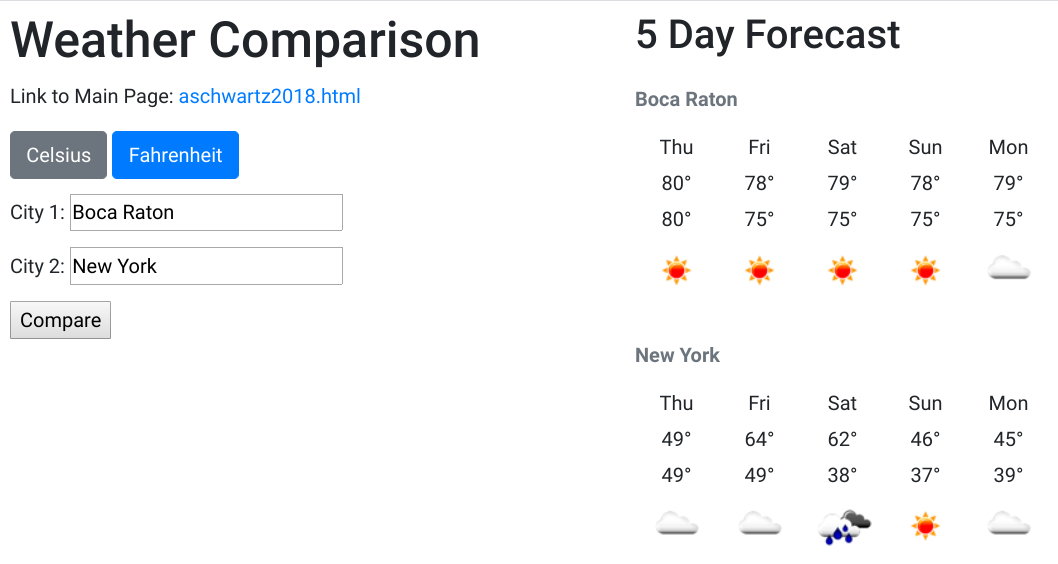 Weather Comparison
Link to Main Page: aschwartz2018.html
Celsius Fahrenheit
City 1: Boca Raton
City 2: New York
Compare
5 Day Forecast
Boca Raton
Thu Fri Sat Sun Mon
80° 78° 79° 78° 79°
80° 75° 75° 75° 75°
New York
Thu Fri Sat Sun Mon
49° 64° 62° 46° 45°
49° 49° 38° 37° 39°